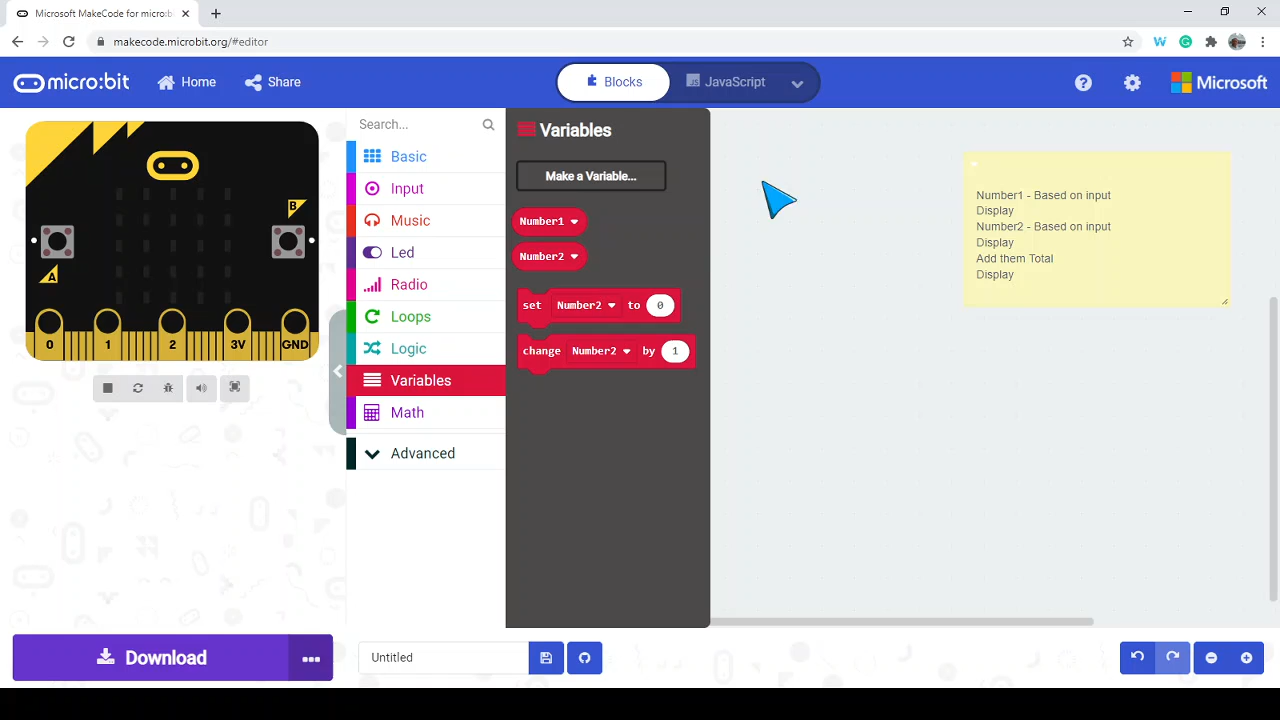 Microsoft MakeCode for micro:b
makecode.microbit.org/#editor
micro:bit
Home
Share
Blocks
JS
JavaScript
?
Microsoft
Search...
Basic
Input
Music
Led
Radio
Loops
Logic
Variables
Math
Advanced
Variables
Make a Variable...
Number1
Number2
set Number2 to 0
change Number2 by 1
Number1 - Based on input
Display
Number2 - Based on input
Display
Add them Total
Display
B
A
0 1 2 3V GND
Download
Untitled